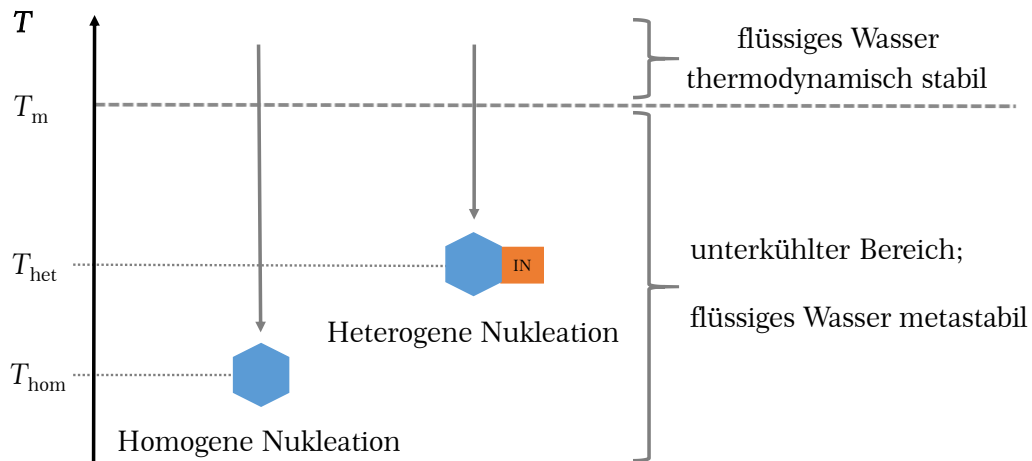 T
flüssiges Wasser
thermodynamisch stabil
Tm
unterkühlter Bereich;
Thet
IN
flüssiges Wasser metastabil
Heterogene Nukleation
Thom
Homogene Nukleation